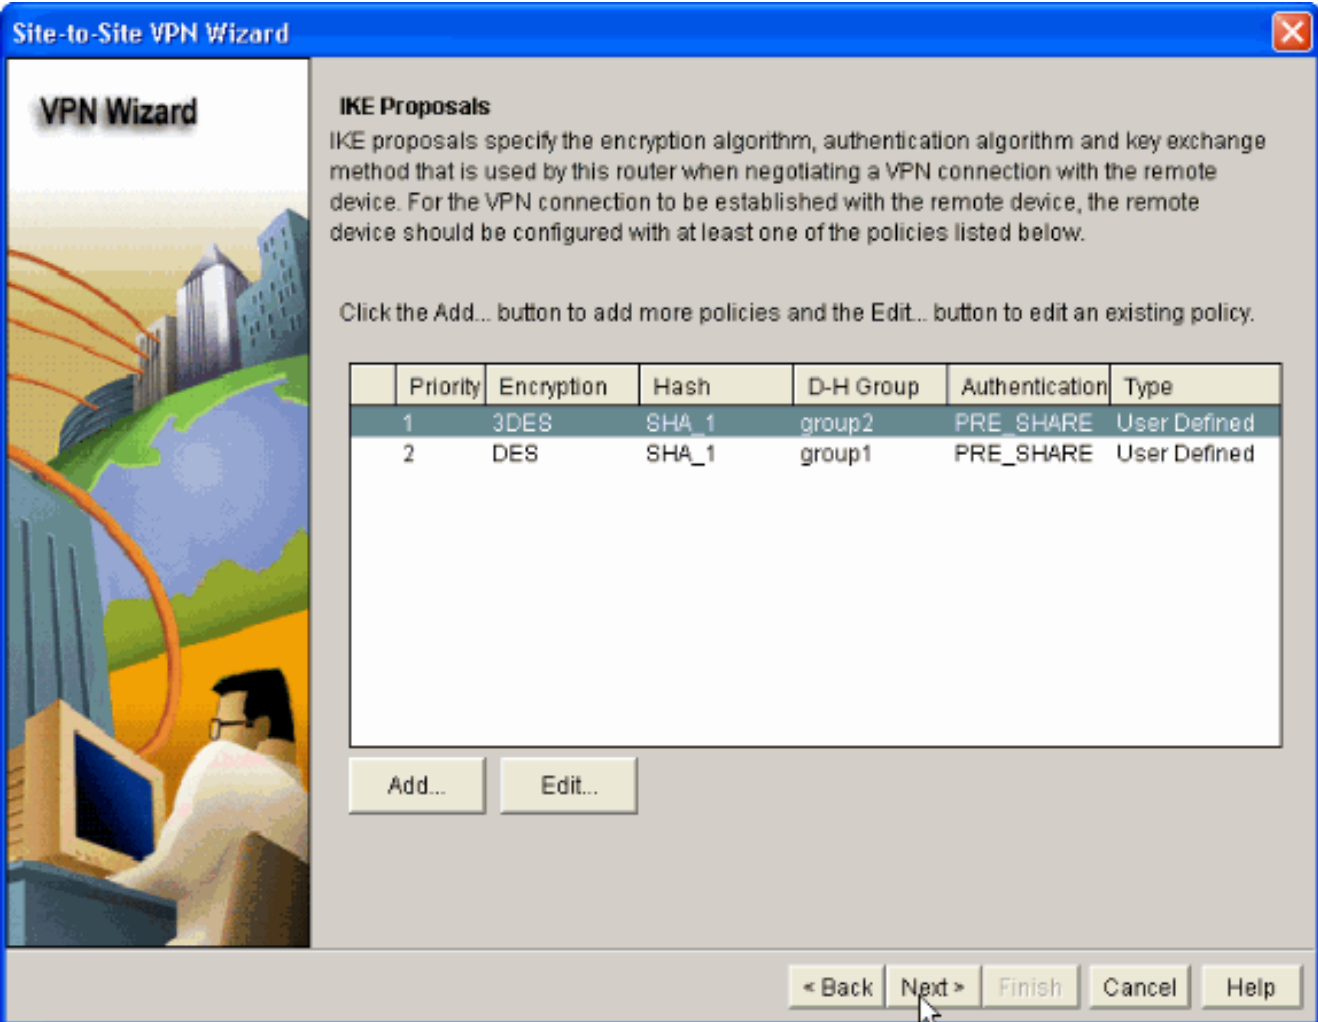 Site-to-Site VPN Wizard
VPN Wizard
IKE Proposals
IKE proposals specify the encryption algorithm, authentication algorithm and key exchange
method that is used by this router when negotiating a VPN connection with the remote
device. For the VPN connection to be established with the remote device, the remote
device should be configured with at least one of the policies listed below.
Click the Add... button to add more policies and the Edit... button to edit an existing policy.
Priority Encryption Hash D-H Group Authentication Type
1 3DES SHA_1 group2 PRE_SHARE User Defined
2 DES SHA_1 group1 PRE_SHARE User Defined
Add... Edit...
< Back Next > Finish Cancel Help